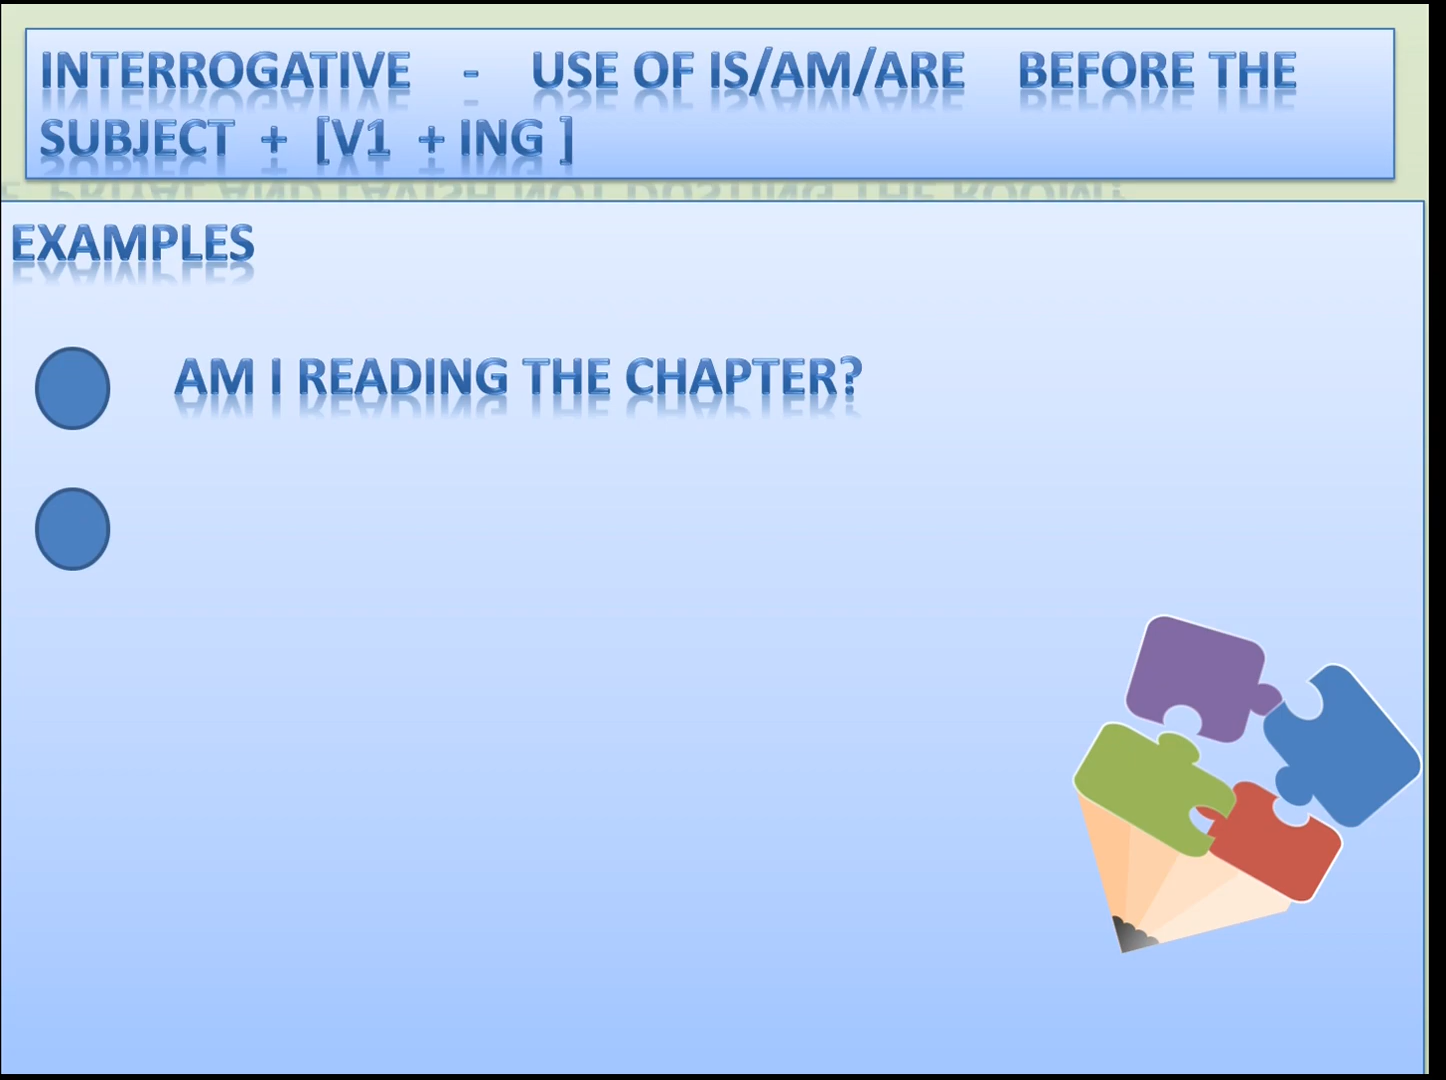 INTERROGATIVE - USE OF IS/AM/ARE BEFORE THE
SUBJECT + [V1 + ING ]
EXAMPLES
AM I READING THE CHAPTER?